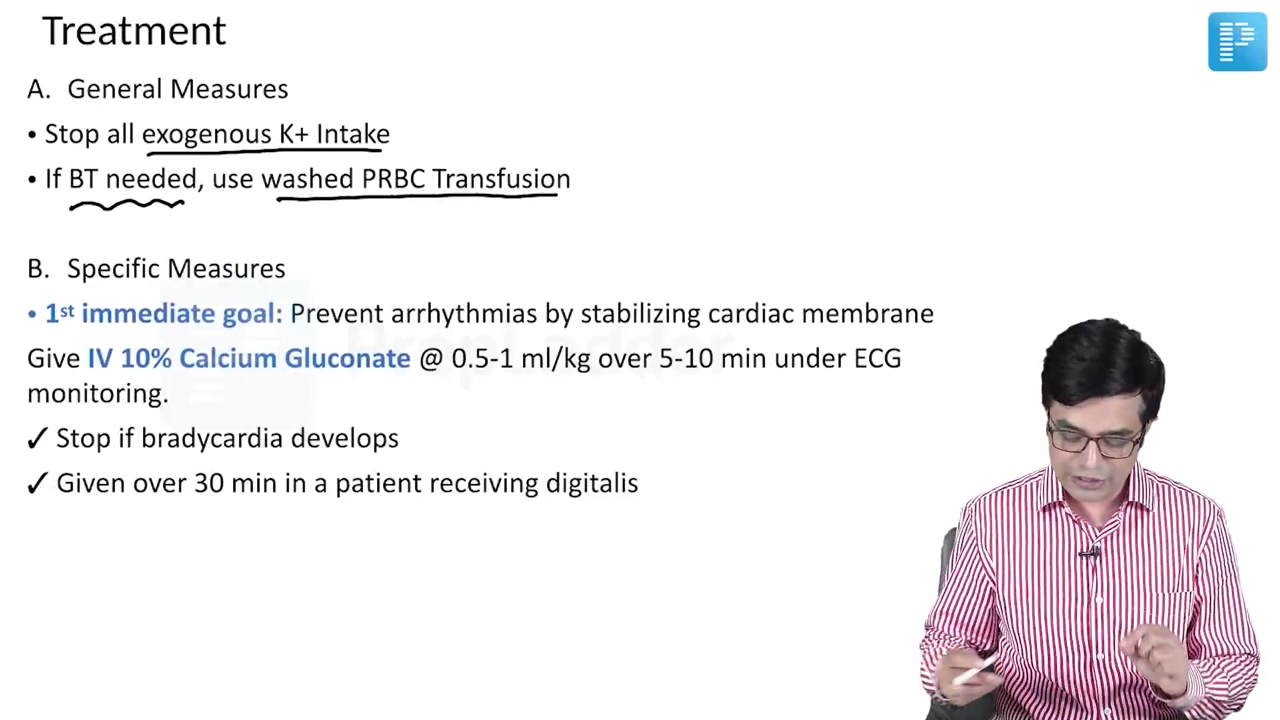 Treatment
A. General Measures
• Stop all exogenous K+ Intake
• If BT needed, use washed PRBC Transfusion
B. Specific Measures
• 1st immediate goal: Prevent arrhythmias by stabilizing cardiac membrane
Give IV 10% Calcium Gluconate @ 0.5-1 ml/kg over 5-10 min under ECG
monitoring.
✓ Stop if bradycardia develops
✓ Given over 30 min in a patient receiving digitalis
PrepLadder